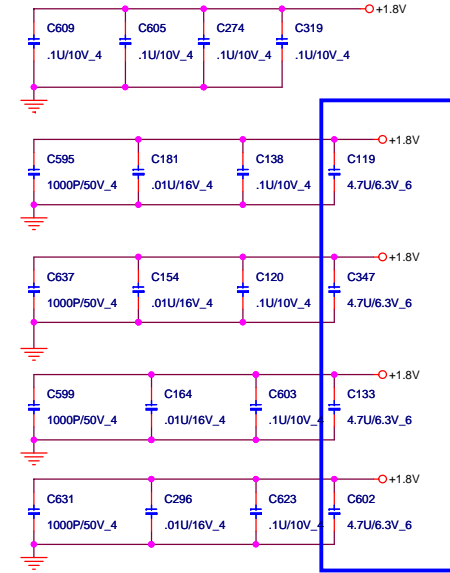 +1.8V
C609 C605 C274 C319
.1U/10V_4 .1U/10V_4 .1U/10V_4 .1U/10V_4
+1.8V
C595 C181 C138 C119
1000P/50V_4 .01U/16V_4 .1U/10V_4 4.7U/6.3V_6
+1.8V
C637 C154 C120 C347
1000P/50V_4 .01U/16V_4 .1U/10V_4 4.7U/6.3V_6
+1.8V
C599 C164 C603 C133
1000P/50V_4 .01U/16V_4 .1U/10V_4 4.7U/6.3V_6
+1.8V
C631 C296 C623 C602
1000P/50V_4 .01U/16V_4 .1U/10V_4 4.7U/6.3V_6